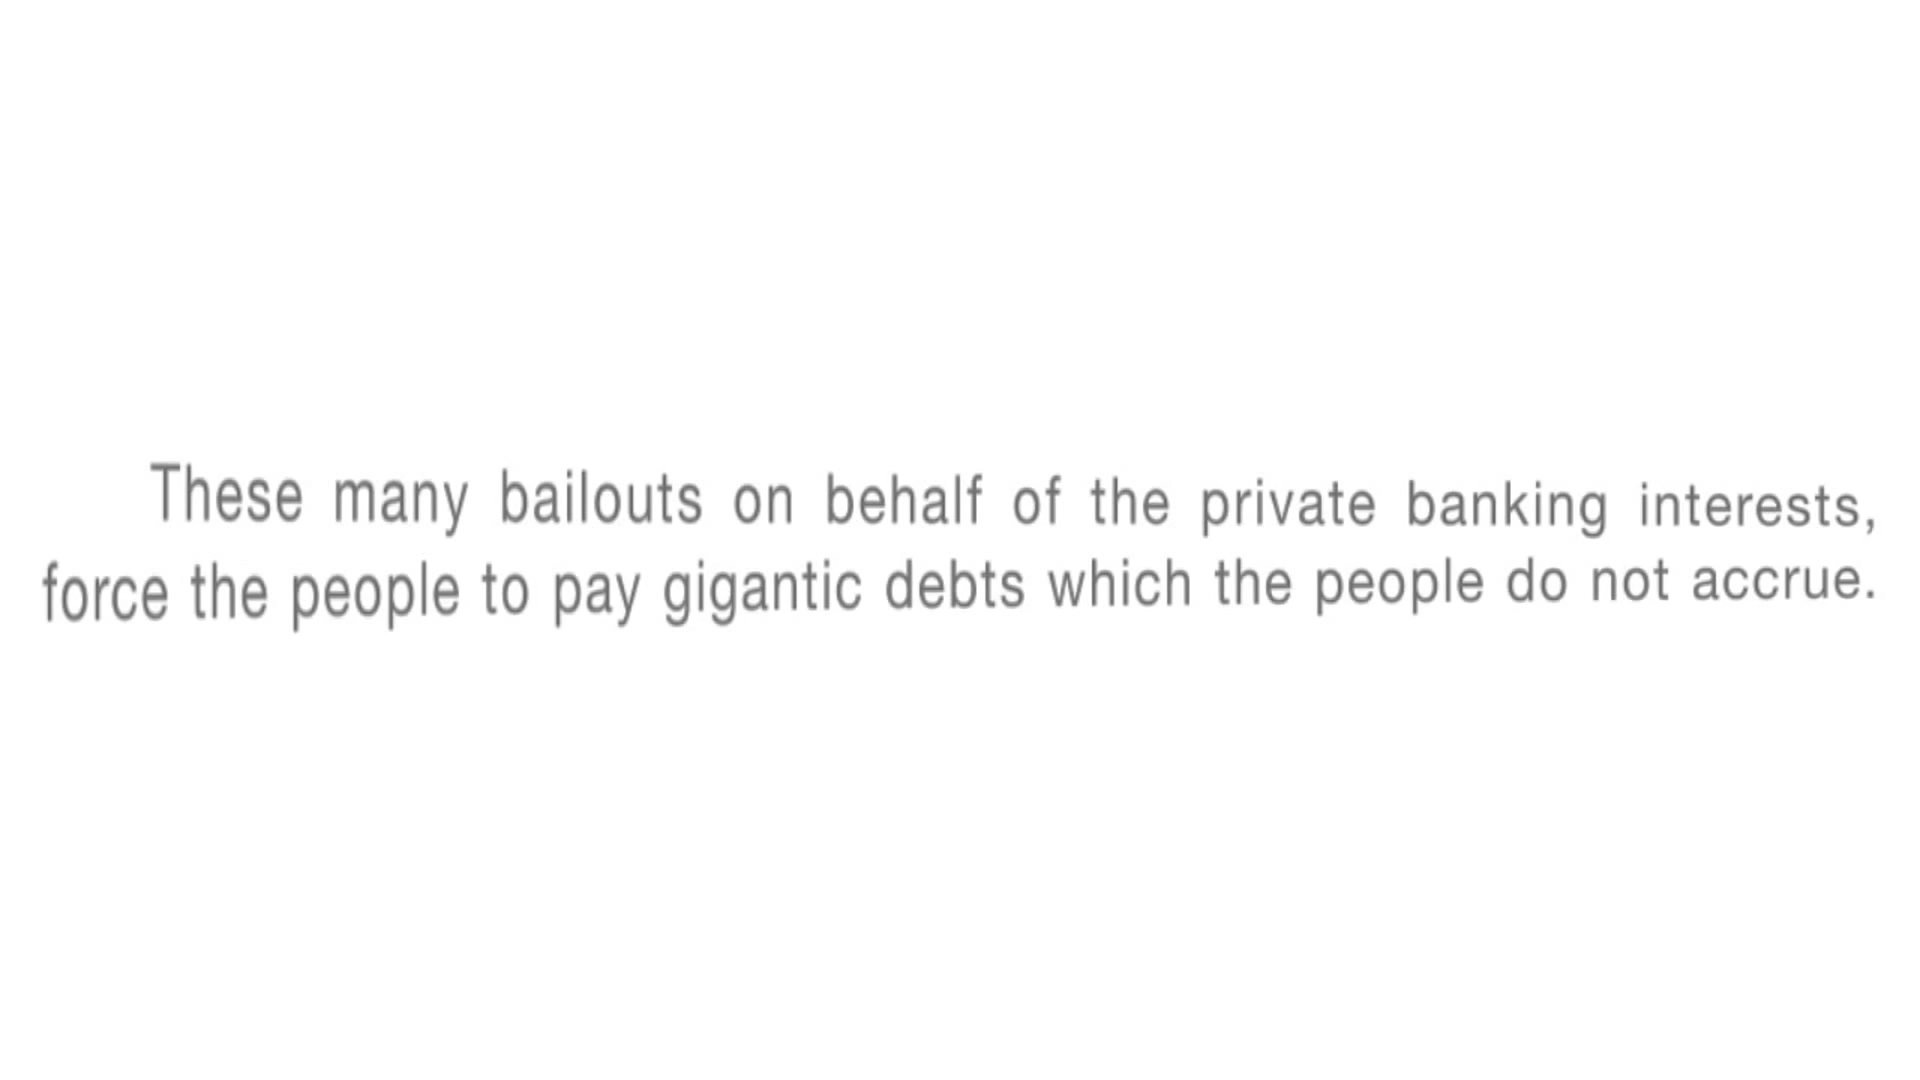 These many bailouts on behalf of the private banking interests,
force the people to pay gigantic debts which the people do not accrue.